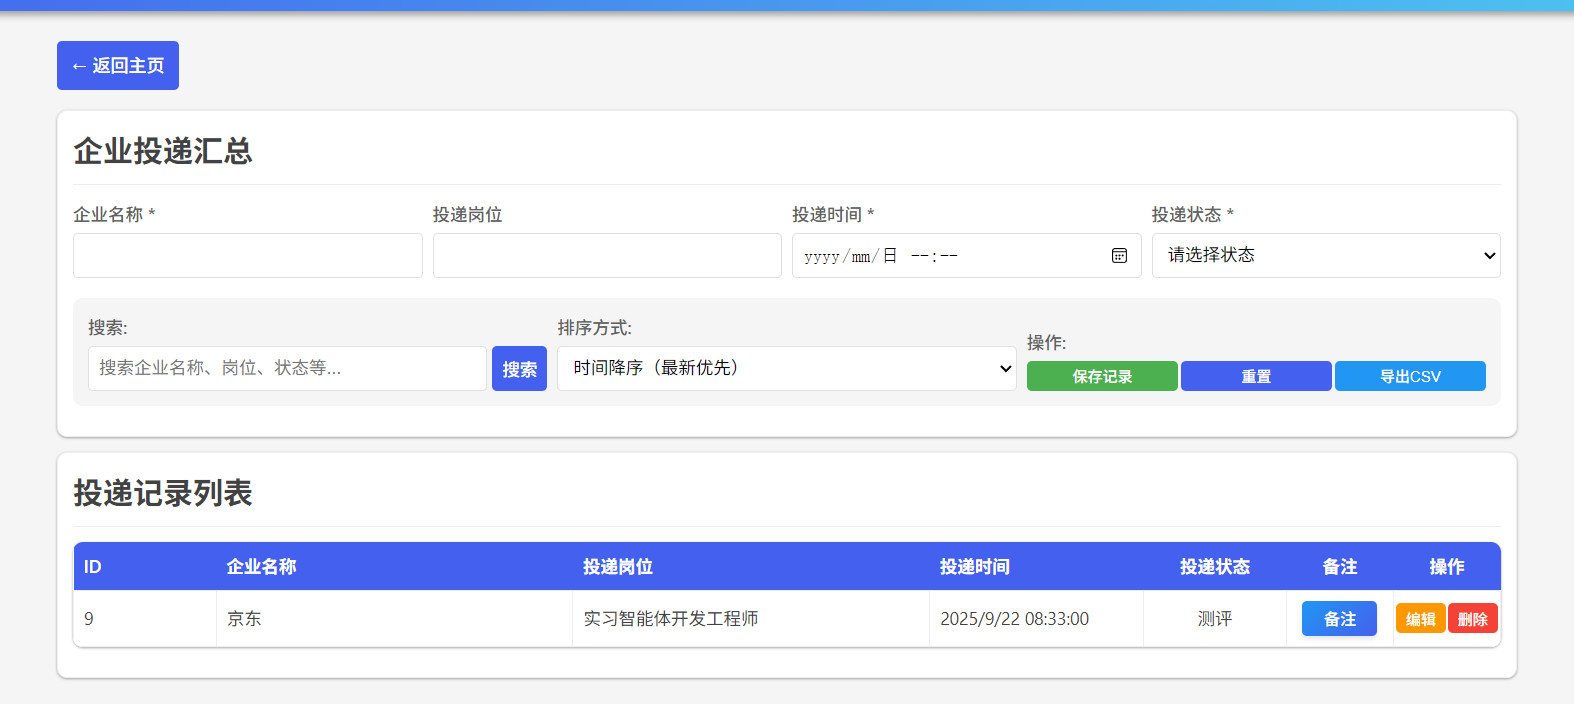 ← 返回主页
企业投递汇总
企业名称 * 投递岗位 投递时间 * 投递状态 *
yyyy/mm/日 --:-- 请选择状态
搜索: 排序方式: 操作:
搜索企业名称、岗位、状态等... 搜索 时间降序（最新优先） 保存记录 重置 导出CSV
投递记录列表
ID 企业名称 投递岗位 投递时间 投递状态 备注 操作
9 京东 实习智能体开发工程师 2025/9/22 08:33:00 测评 备注 编辑 删除